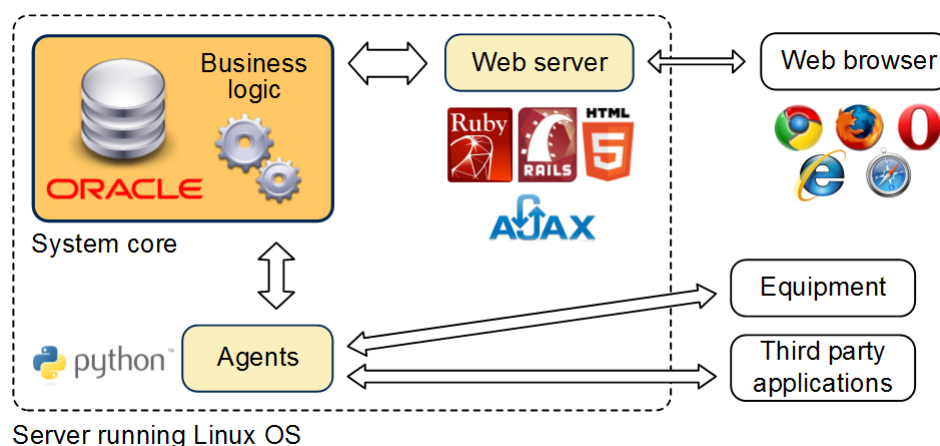 Business
logic
ORACLE
System core
Web server
Ruby
RAILS
HTML
5
AJAX
Web browser
python™
Agents
Equipment
Third party
applications
Server running Linux OS